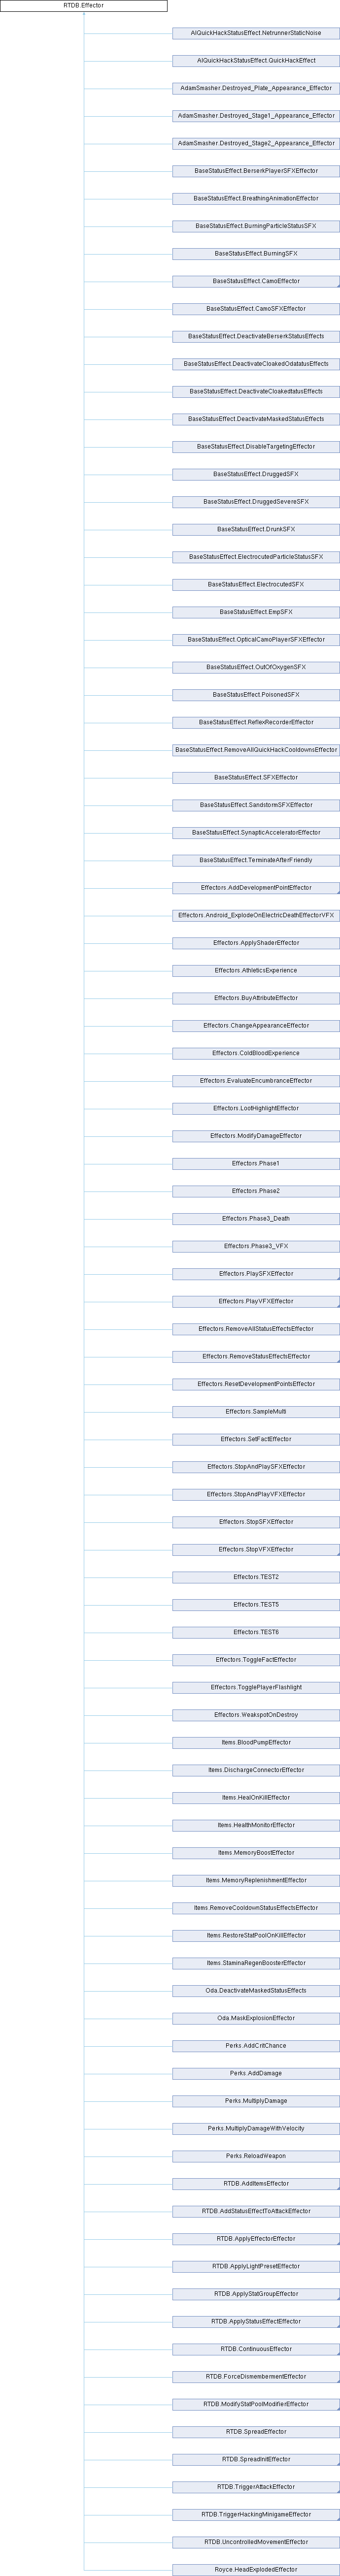 RTDB.Effector
AIQuickHackStatusEffect.NetrunnerStaticNoise
AIQuickHackStatusEffect.QuickHackEffect
AdamSmasher.Destroyed_Plate_Appearance_Effector
AdamSmasher.Destroyed_Stage1_Appearance_Effector
AdamSmasher.Destroyed_Stage2_Appearance_Effector
BaseStatusEffect.BerserkPlayerSFXEffector
BaseStatusEffect.BreathingAnimationEffector
BaseStatusEffect.BurningParticleStatusSFX
BaseStatusEffect.BurningSFX
BaseStatusEffect.CamoEffector
BaseStatusEffect.CamoSFXEffector
BaseStatusEffect.DeactivateBerserkStatusEffects
BaseStatusEffect.DeactivateCloakedOdatatusEffects
BaseStatusEffect.DeactivateCloakedtatusEffects
BaseStatusEffect.DeactivateMaskedStatusEffects
BaseStatusEffect.DisableTargetingEffector
BaseStatusEffect.DruggedSFX
BaseStatusEffect.DruggedSevereSFX
BaseStatusEffect.DrunkSFX
BaseStatusEffect.ElectrocutedParticleStatusSFX
BaseStatusEffect.ElectrocutedSFX
BaseStatusEffect.EmpSFX
BaseStatusEffect.OpticalCamoPlayerSFXEffector
BaseStatusEffect.OutOfOxygenSFX
BaseStatusEffect.PoisonedSFX
BaseStatusEffect.ReflexRecorderEffector
BaseStatusEffect.RemoveAllQuickHackCooldownsEffector
BaseStatusEffect.SFXEffector
BaseStatusEffect.SandstormSFXEffector
BaseStatusEffect.SynapticAcceleratorEffector
BaseStatusEffect.TerminateAfterFriendly
Effectors.AddDevelopmentPointEffector
Effectors.Android_ExplodeOnElectricDeathEffectorVFX
Effectors.ApplyShaderEffector
Effectors.AthleticsExperience
Effectors.BuyAttributeEffector
Effectors.ChangeAppearanceEffector
Effectors.ColdBloodExperience
Effectors.EvaluateEncumbranceEffector
Effectors.LootHighlightEffector
Effectors.ModifyDamageEffector
Effectors.Phase1
Effectors.Phase2
Effectors.Phase3_Death
Effectors.Phase3_VFX
Effectors.PlaySFXEffector
Effectors.PlayVFXEffector
Effectors.RemoveAllStatusEffectsEffector
Effectors.RemoveStatusEffectsEffector
Effectors.ResetDevelopmentPointsEffector
Effectors.SampleMulti
Effectors.SetFactEffector
Effectors.StopAndPlaySFXEffector
Effectors.StopAndPlayVFXEffector
Effectors.StopSFXEffector
Effectors.StopVFXEffector
Effectors.TEST2
Effectors.TEST5
Effectors.TEST6
Effectors.ToggleFactEffector
Effectors.TogglePlayerFlashlight
Effectors.WeakspotOnDestroy
Items.BloodPumpEffector
Items.DischargeConnectorEffector
Items.HealOnKillEffector
Items.HealthMonitorEffector
Items.MemoryBoostEffector
Items.MemoryReplenishmentEffector
Items.RemoveCooldownStatusEffectsEffector
Items.RestoreStatPoolOnKillEffector
Items.StaminaRegenBoosterEffector
Oda.DeactivateMaskedStatusEffects
Oda.MaskExplosionEffector
Perks.AddCritChance
Perks.AddDamage
Perks.MultiplyDamage
Perks.MultiplyDamageWithVelocity
Perks.ReloadWeapon
RTDB.AddItemsEffector
RTDB.AddStatusEffectToAttackEffector
RTDB.ApplyEffectorEffector
RTDB.ApplyLightPresetEffector
RTDB.ApplyStatGroupEffector
RTDB.ApplyStatusEffectEffector
RTDB.ContinuousEffector
RTDB.ForceDismembermentEffector
RTDB.ModifyStatPoolModifierEffector
RTDB.SpreadEffector
RTDB.SpreadInitEffector
RTDB.TriggerAttackEffector
RTDB.TriggerHackingMinigameEffector
RTDB.UncontrolledMovementEffector
Royce.HeadExplodedEffector